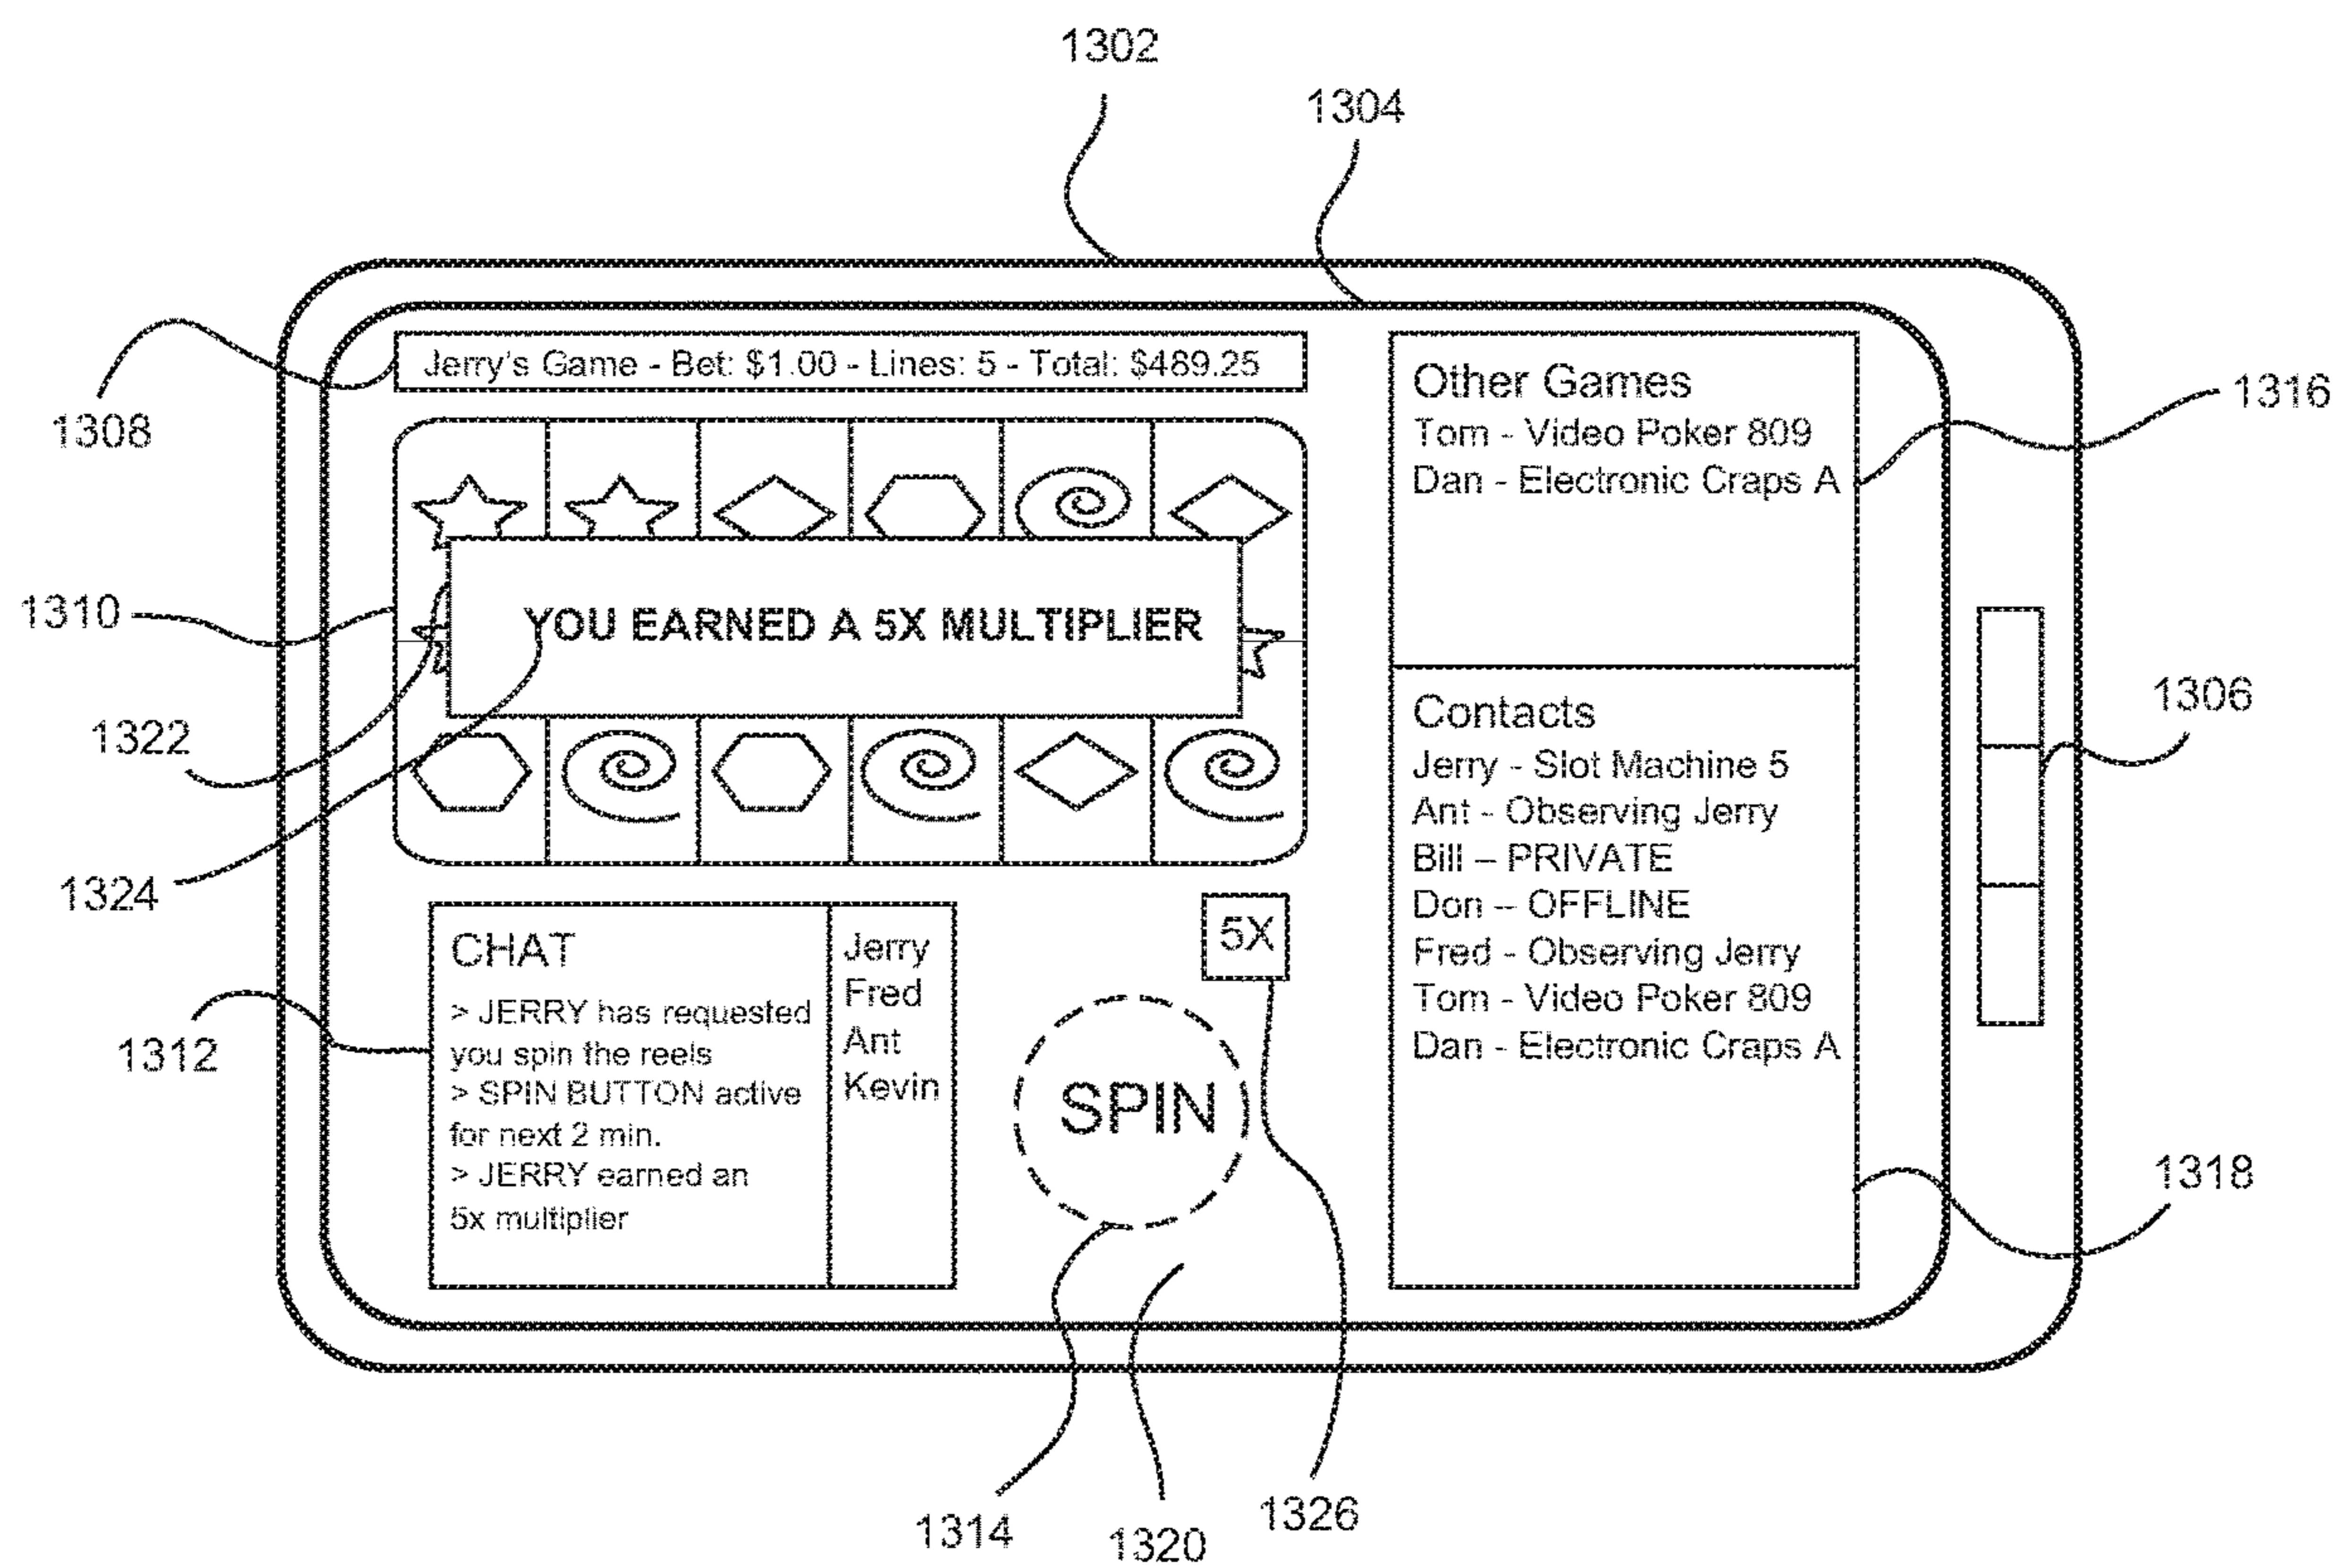 1302
1304
1308
Jerry's Game - Bet: $1.00 - Lines: 5 - Total: $489.25
1310
YOU EARNED A 5X MULTIPLIER
1322
1324
CHAT
> JERRY has requested
you spin the reels
> SPIN BUTTON active
for next 2 min.
> JERRY earned an
5x multiplier
Jerry
Fred
Ant
Kevin
1312
5X
SPIN
Other Games
Tom - Video Poker 809
Dan - Electronic Craps A
1316
Contacts
Jerry - Slot Machine 5
Ant - Observing Jerry
Bill – PRIVATE
Don – OFFLINE
Fred - Observing Jerry
Tom - Video Poker 809
Dan - Electronic Craps A
1306
1318
1314
1320
1326